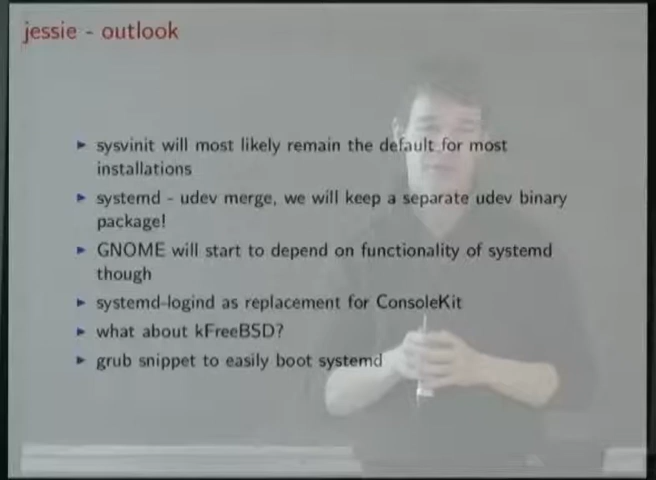 jessie - outlook
► sysvinit will most likely remain the default for most
installations
► systemd - udev merge, we will keep a separate udev binary
package!
► GNOME will start to depend on functionality of systemd
though
► systemd-logind as replacement for ConsoleKit
► what about kFreeBSD?
► grub snippet to easily boot systemd